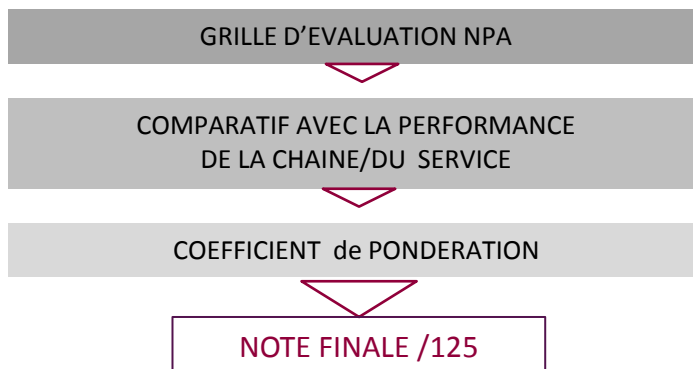 GRILLE D’EVALUATION NPA
COMPARATIF AVEC LA PERFORMANCE
DE LA CHAINE/DU SERVICE
COEFFICIENT de PONDERATION
NOTE FINALE /125